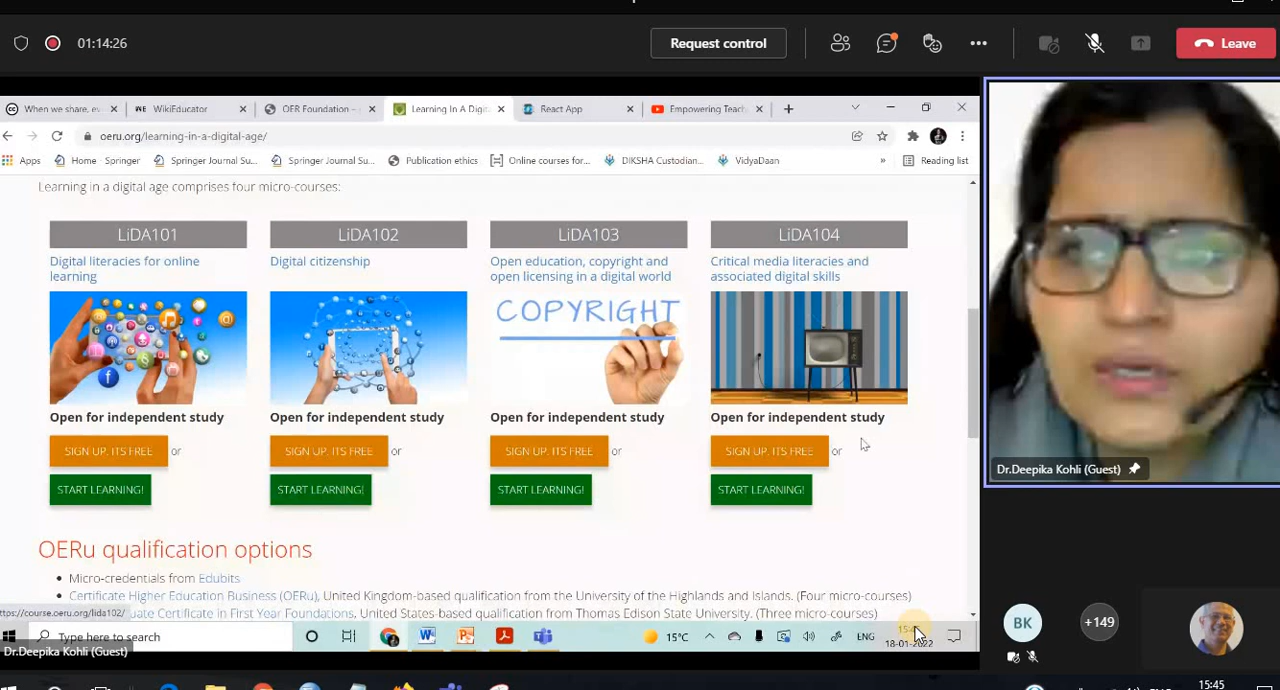 01:14:26
Request control
Leave
When we share, ev
WikiEducator
OER Foundation –
Learning In A Digit
React App
Empowering Teac
oeru.org/learning-in-a-digital-age/
Apps
Home - Springer
Springer Journal Su...
Springer Journal Su...
Publication ethics
Online courses for...
DIKSHA Custodian...
VidyaDaan
»
Reading list
Learning in a digital age comprises four micro-courses:
LiDA101
LiDA102
LiDA103
LiDA104
Digital literacies for online
learning
Digital citizenship
Open education, copyright and
open licensing in a digital world
Critical media literacies and
associated digital skills
COPYRIGHT
Open for independent study
Open for independent study
Open for independent study
Open for independent study
SIGN UP. ITS FREE or
SIGN UP. ITS FREE or
SIGN UP. ITS FREE or
SIGN UP. ITS FREE or
START LEARNING!
START LEARNING!
START LEARNING!
START LEARNING!
Dr.Deepika Kohli (Guest)
OERu qualification options
Micro-credentials from Edubits
Certificate Higher Education Business (OERu), United Kingdom-based qualification from the University of the Highlands and Islands. (Four micro-courses)
ttps://course.oeru.org/lida102/
uate Certificate in First Year Foundations, United States-based qualification from Thomas Edison State University. (Three micro-courses)
BK
+149
Type here to search
15°C
ENG
18-01-2022
Dr.Deepika Kohli (Guest)
15:45